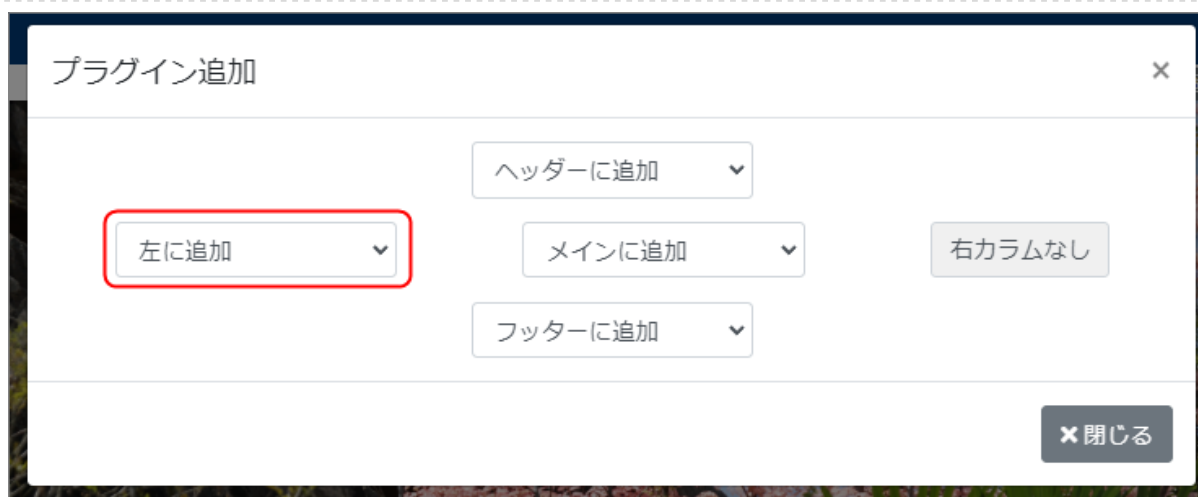 プラグイン追加 ×
ヘッダーに追加
左に追加 メインに追加 右カラムなし
フッターに追加
×閉じる